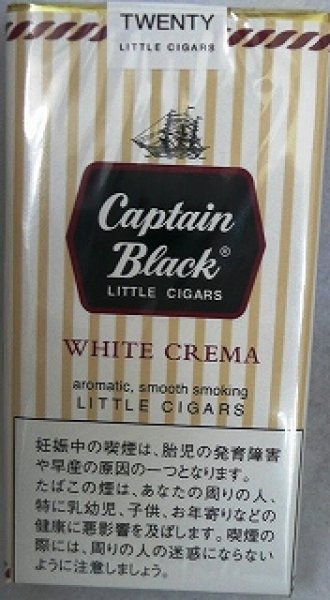 TWENTY
LITTLE CIGARS
Captain
Black®
LITTLE CIGARS
WHITE CREMA
aromatic, smooth smoking
LITTLE CIGARS
妊娠中の喫煙は、胎児の発育障害
や早産の原因の一つとなります。
たばこの煙は、あなたの周りの人、
特に乳幼児、子供、お年寄りなどの
健康に悪影響を及ぼします。喫煙の
際には、周りの人の迷惑にならない
ように注意しましょう。